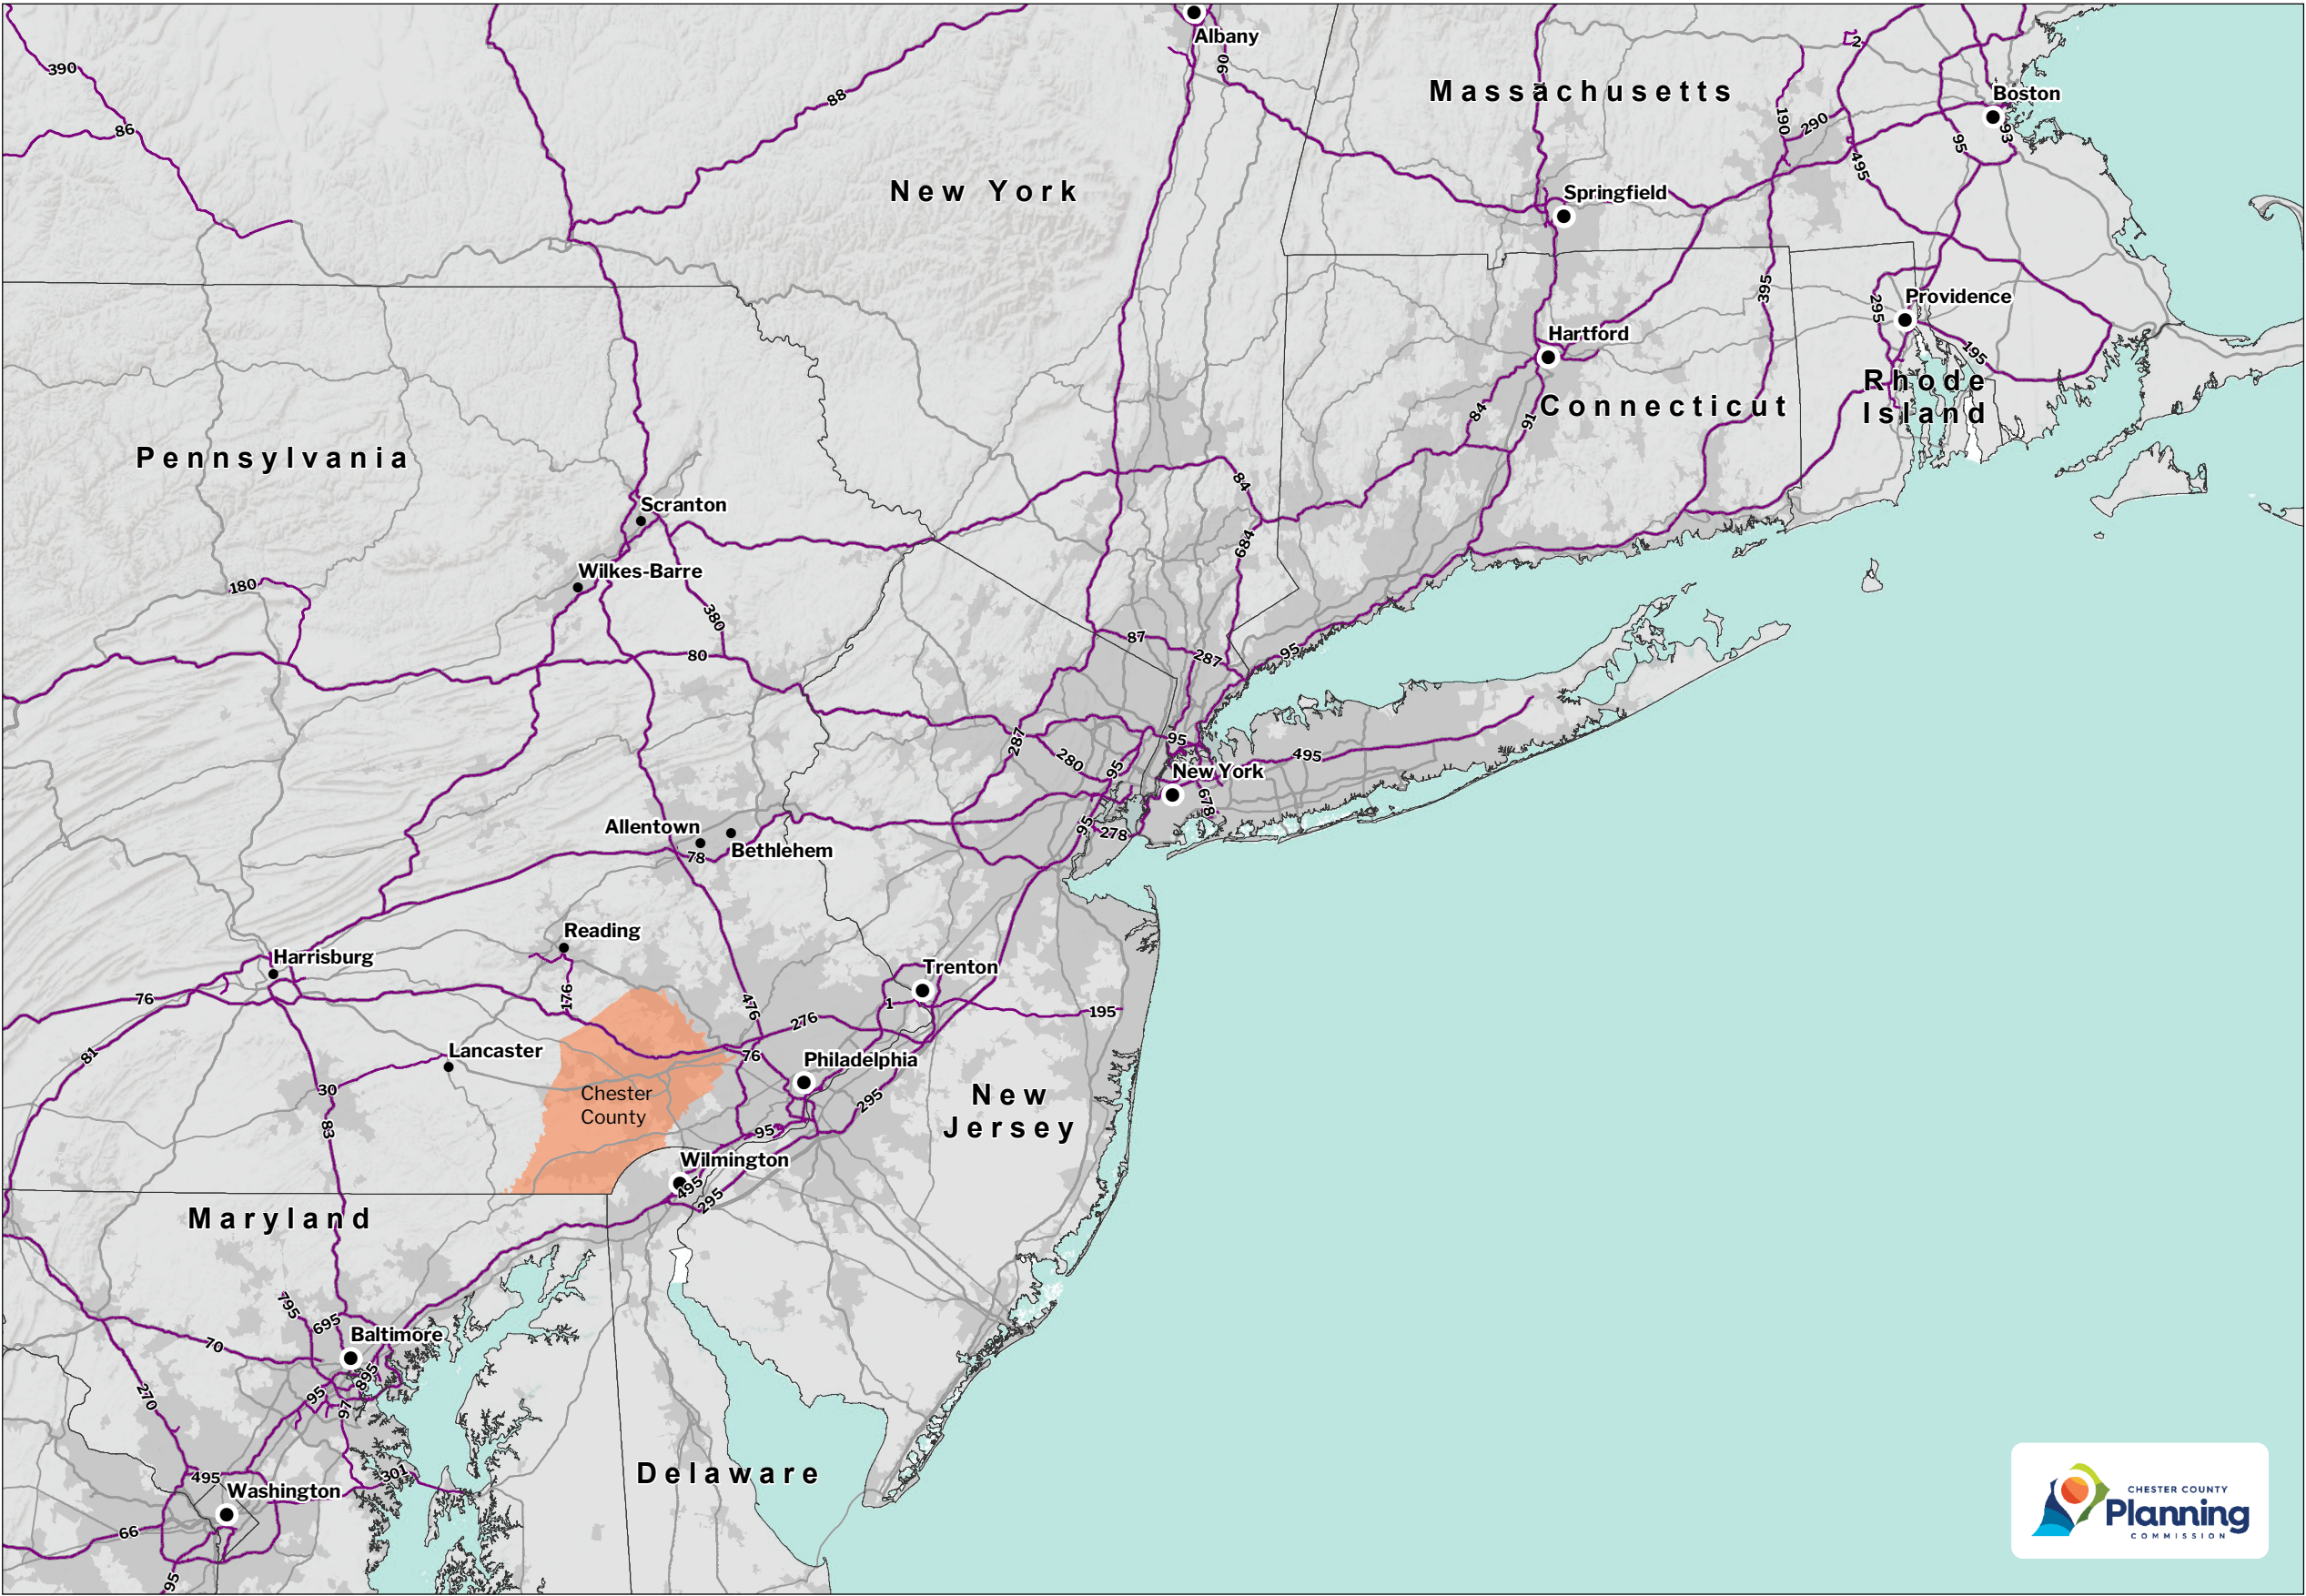 Albany
390
88
90
Massachusetts
2
Boston
86
190
290
95
93
495
New York
Springfield
395
295
Providence
Hartford
195
Rhode
Island
84
91
Connecticut
Pennsylvania
84
Scranton
684
Wilkes-Barre
180
380
87
80
287
95
287
95
280
95
495
New York
678
95
278
Allentown
78
Bethlehem
Reading
Harrisburg
Trenton
76
176
476
276
1
195
81
Lancaster
76
Philadelphia
30
Chester
County
295
New
Jersey
83
95
Wilmington
495
295
Maryland
795
695
70
Baltimore
895
95
270
97
495
301
Delaware
Washington
66
95
CHESTER COUNTY
Planning
COMMISSION